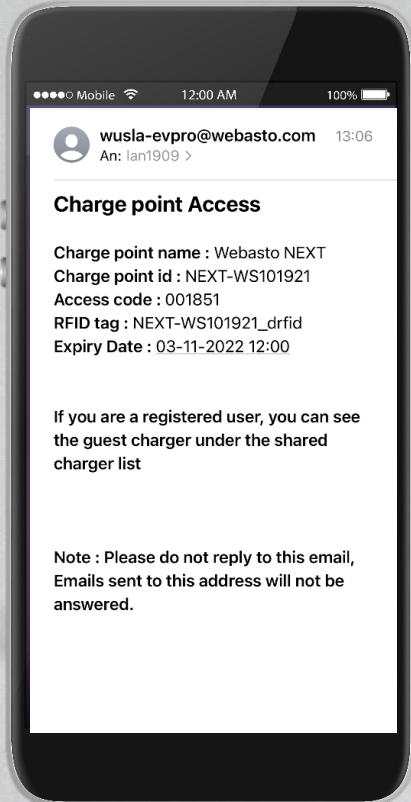 Mobile 12:00 AM 100%
wusla-evpro@webasto.com 13:06
An: lan1909 >
Charge point Access
Charge point name : Webasto NEXT
Charge point id : NEXT-WS101921
Access code : 001851
RFID tag : NEXT-WS101921_drfid
Expiry Date : 03-11-2022 12:00
If you are a registered user, you can see
the guest charger under the shared
charger list
Note : Please do not reply to this email,
Emails sent to this address will not be
answered.